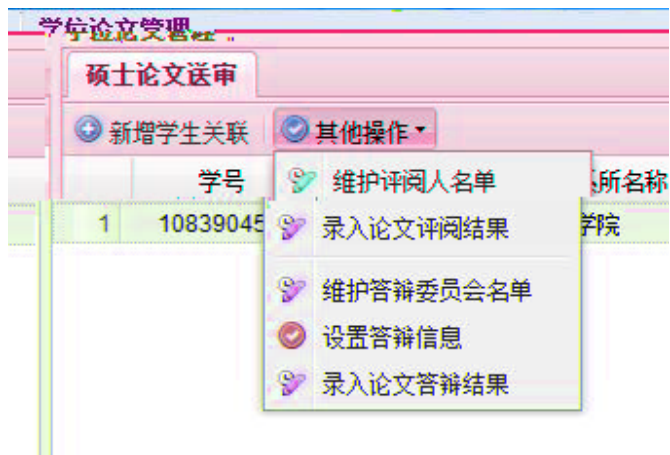 学位论文管理
硕士论文送审
新增学生关联 其他操作
学号 系所名称
1 10839045 学院
维护评阅人名单
录入论文评阅结果
维护答辩委员会名单
设置答辩信息
录入论文答辩结果